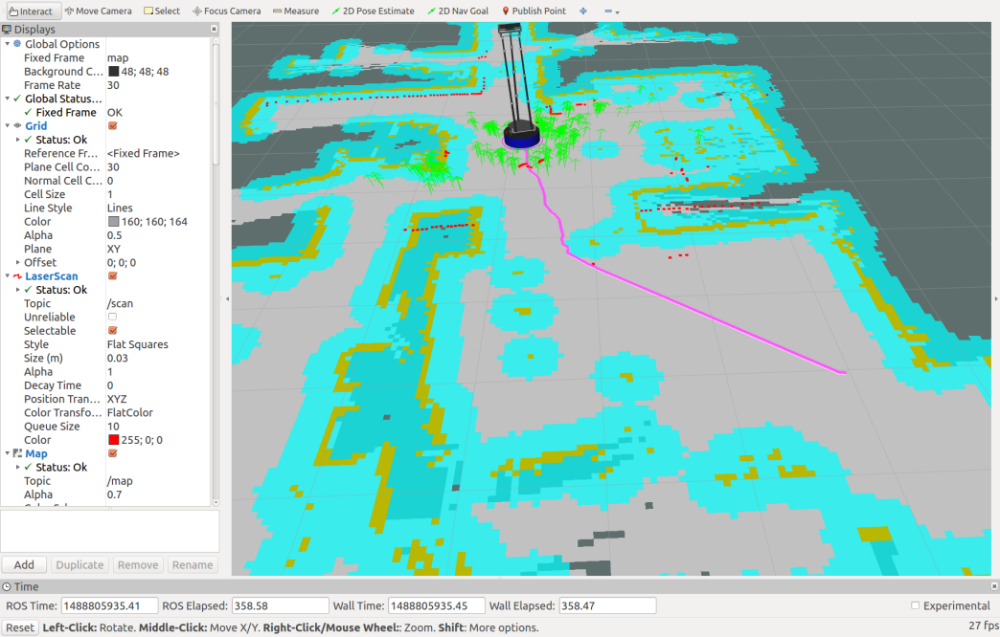 Interact Move Camera Select Focus Camera Measure 2D Pose Estimate 2D Nav Goal Publish Point
Displays
Global Options
Fixed Frame map
Background C... 48; 48; 48
Frame Rate 30
Global Status...
Fixed Frame OK
Grid
Status: Ok
Reference Fr... <Fixed Frame>
Plane Cell Co... 30
Normal Cell C... 0
Cell Size 1
Line Style Lines
Color 160; 160; 164
Alpha 0.5
Plane XY
Offset 0; 0; 0
LaserScan
Status: Ok
Topic /scan
Unreliable
Selectable
Style Flat Squares
Size (m) 0.03
Alpha 1
Decay Time 0
Position Tran... XYZ
Color Transfo... FlatColor
Queue Size 10
Color 255; 0; 0
Map
Status: Ok
Topic /map
Alpha 0.7
Add Duplicate Remove Rename
Time
ROS Time: 1488805935.41 ROS Elapsed: 358.58 Wall Time: 1488805935.45 Wall Elapsed: 358.47 Experimental
Reset Left-Click: Rotate. Middle-Click: Move X/Y. Right-Click/Mouse Wheel:: Zoom. Shift: More options. 27 fps